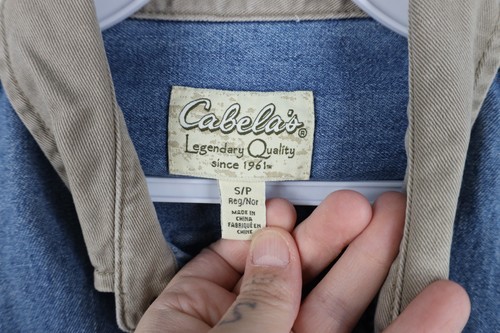 Cabela's®
Legendary Quality
since 1961™
S/P
Reg/Nor
MADE IN
CHINA
FABRIQUÉ EN
CHINE